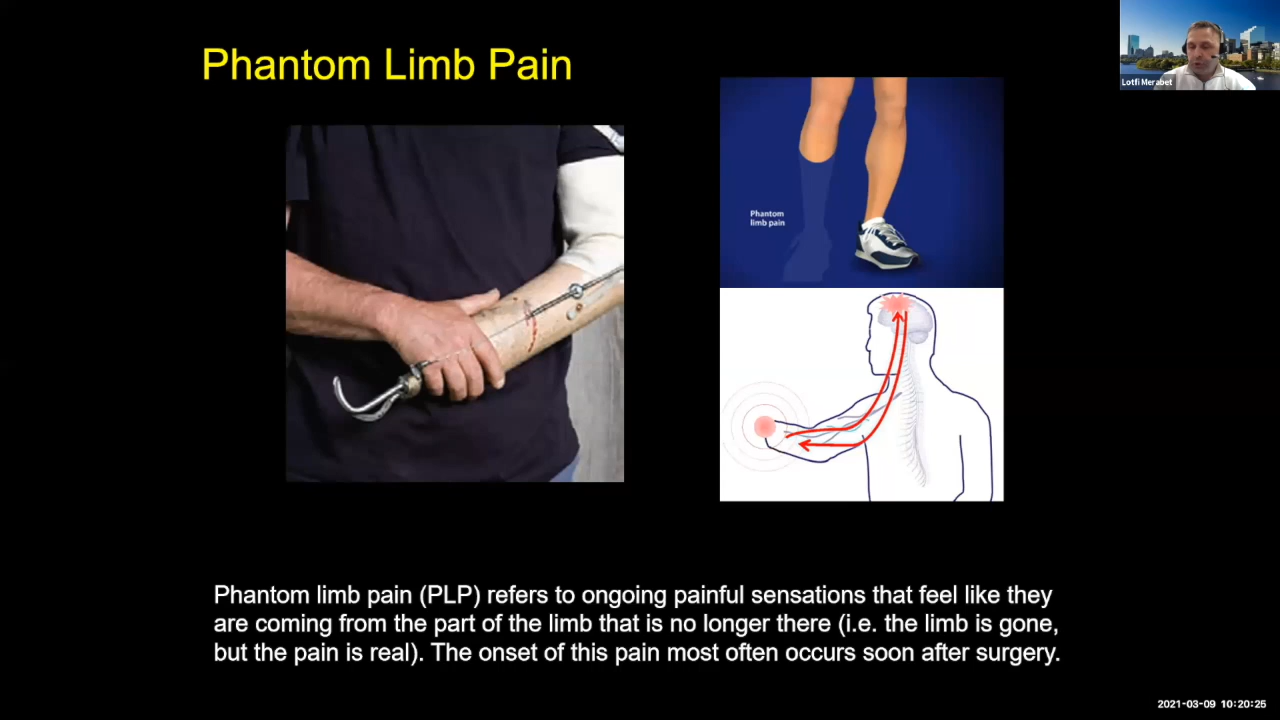 Phantom Limb Pain
Lotfi Merabet
Phantom
limb pain
Phantom limb pain (PLP) refers to ongoing painful sensations that feel like they
are coming from the part of the limb that is no longer there (i.e. the limb is gone,
but the pain is real). The onset of this pain most often occurs soon after surgery.
2021-03-09 10:20:25